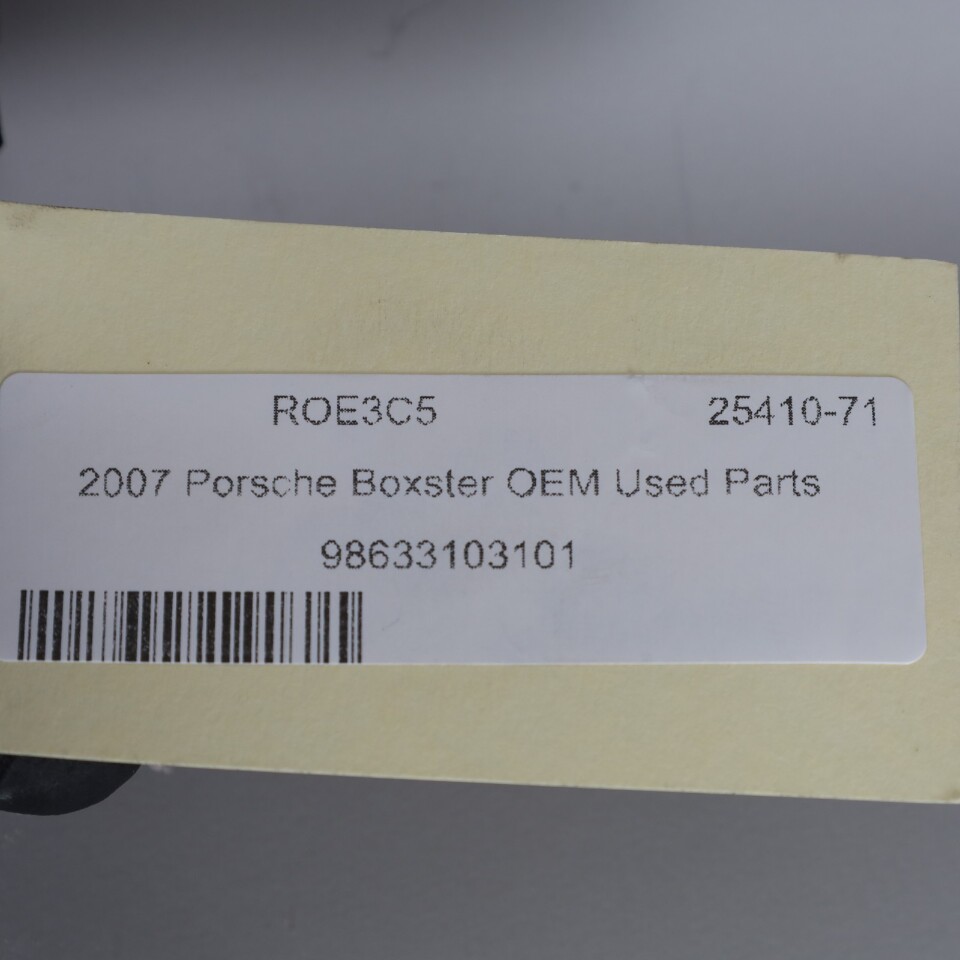 ROE3C5 25410-71
2007 Porsche Boxster OEM Used Parts
98633103101